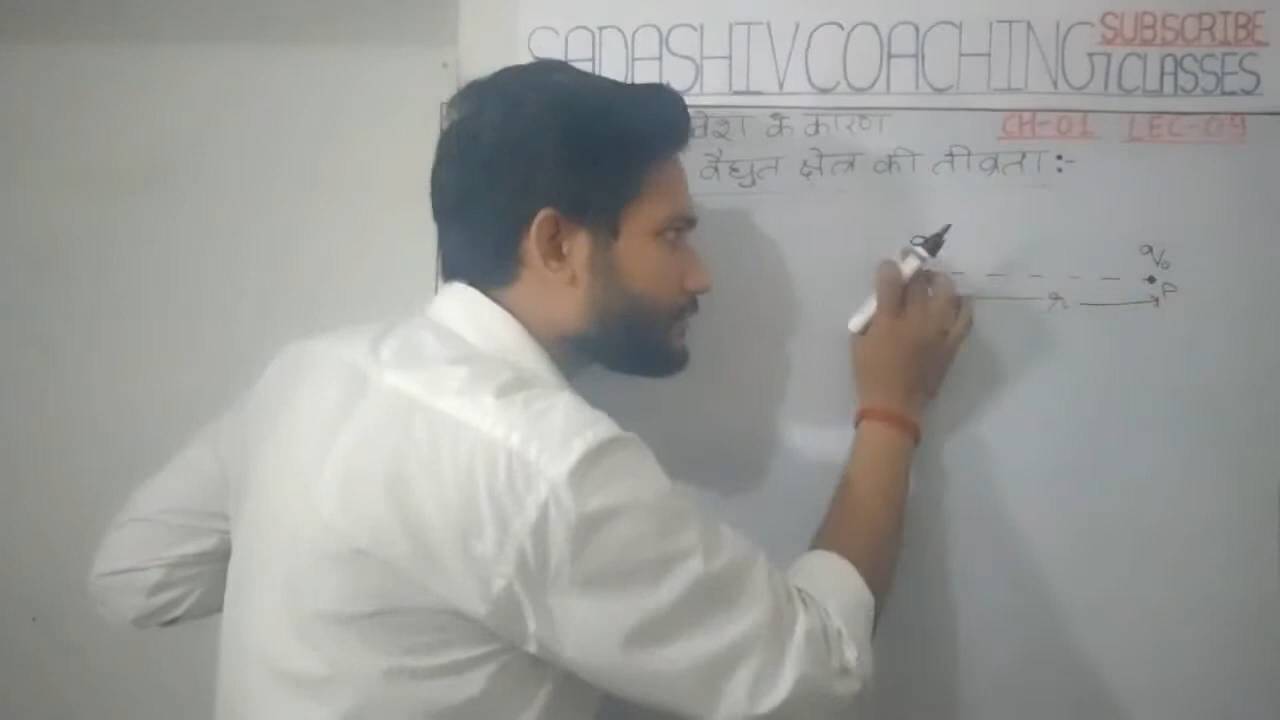 SADASHIV COACHING CLASSES
SUBSCRIBE
के कारण
CH-01 LEC-09
वैद्युत क्षेत्र की तीव्रता :-
q₀
P
r